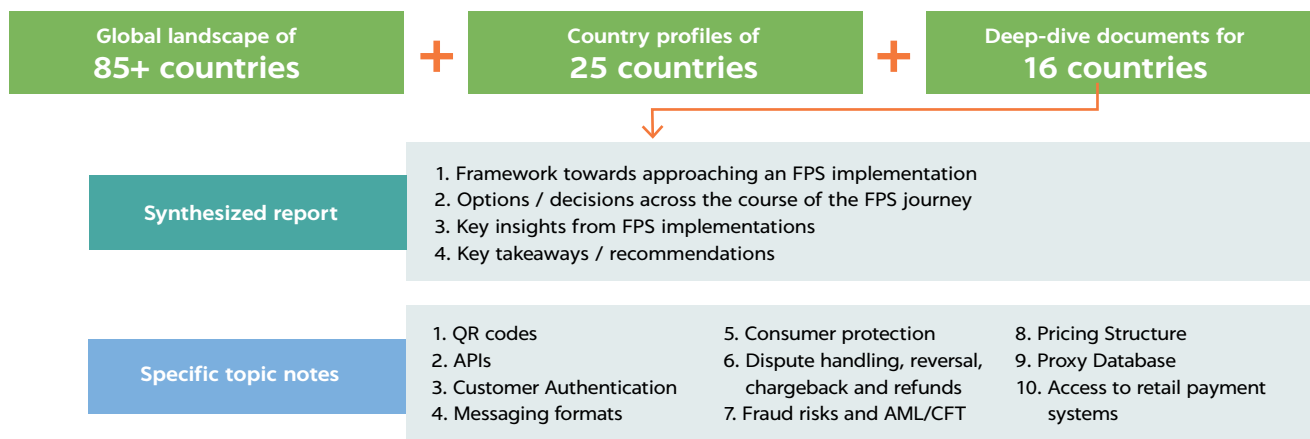 Global landscape of
85+ countries
+
Country profiles of
25 countries
+
Deep-dive documents for
16 countries
Synthesized report
1. Framework towards approaching an FPS implementation
2. Options / decisions across the course of the FPS journey
3. Key insights from FPS implementations
4. Key takeaways / recommendations
Specific topic notes
1. QR codes
2. APIs
3. Customer Authentication
4. Messaging formats
5. Consumer protection
6. Dispute handling, reversal,
chargeback and refunds
7. Fraud risks and AML/CFT
8. Pricing Structure
9. Proxy Database
10. Access to retail payment
systems